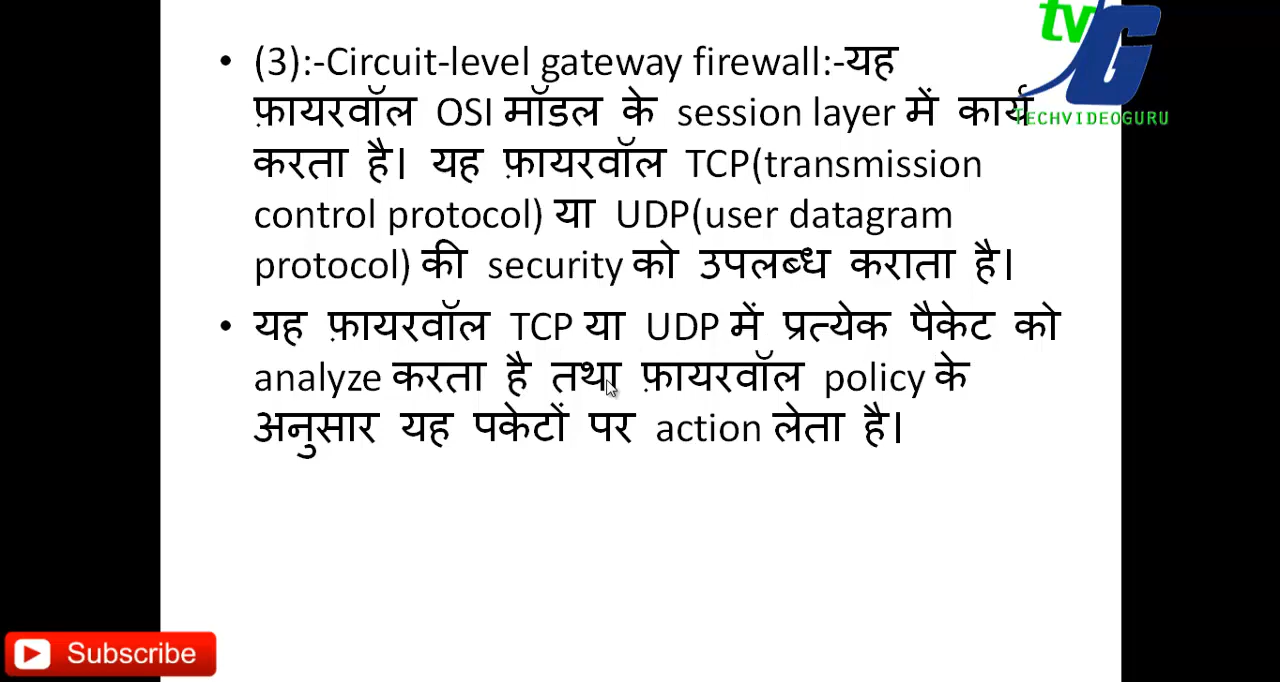 tv
G
TECHVIDEOGURU
• (3):-Circuit-level gateway firewall:-यह
फ़ायरवॉल OSI मॉडल के session layer में कार्य
करता है। यह फ़ायरवॉल TCP(transmission
control protocol) या UDP(user datagram
protocol) की security को उपलब्ध कराता है।
• यह फ़ायरवॉल TCP या UDP में प्रत्येक पैकेट को
analyze करता है तथा फ़ायरवॉल policy के
अनुसार यह पकेटों पर action लेता है।
Subscribe